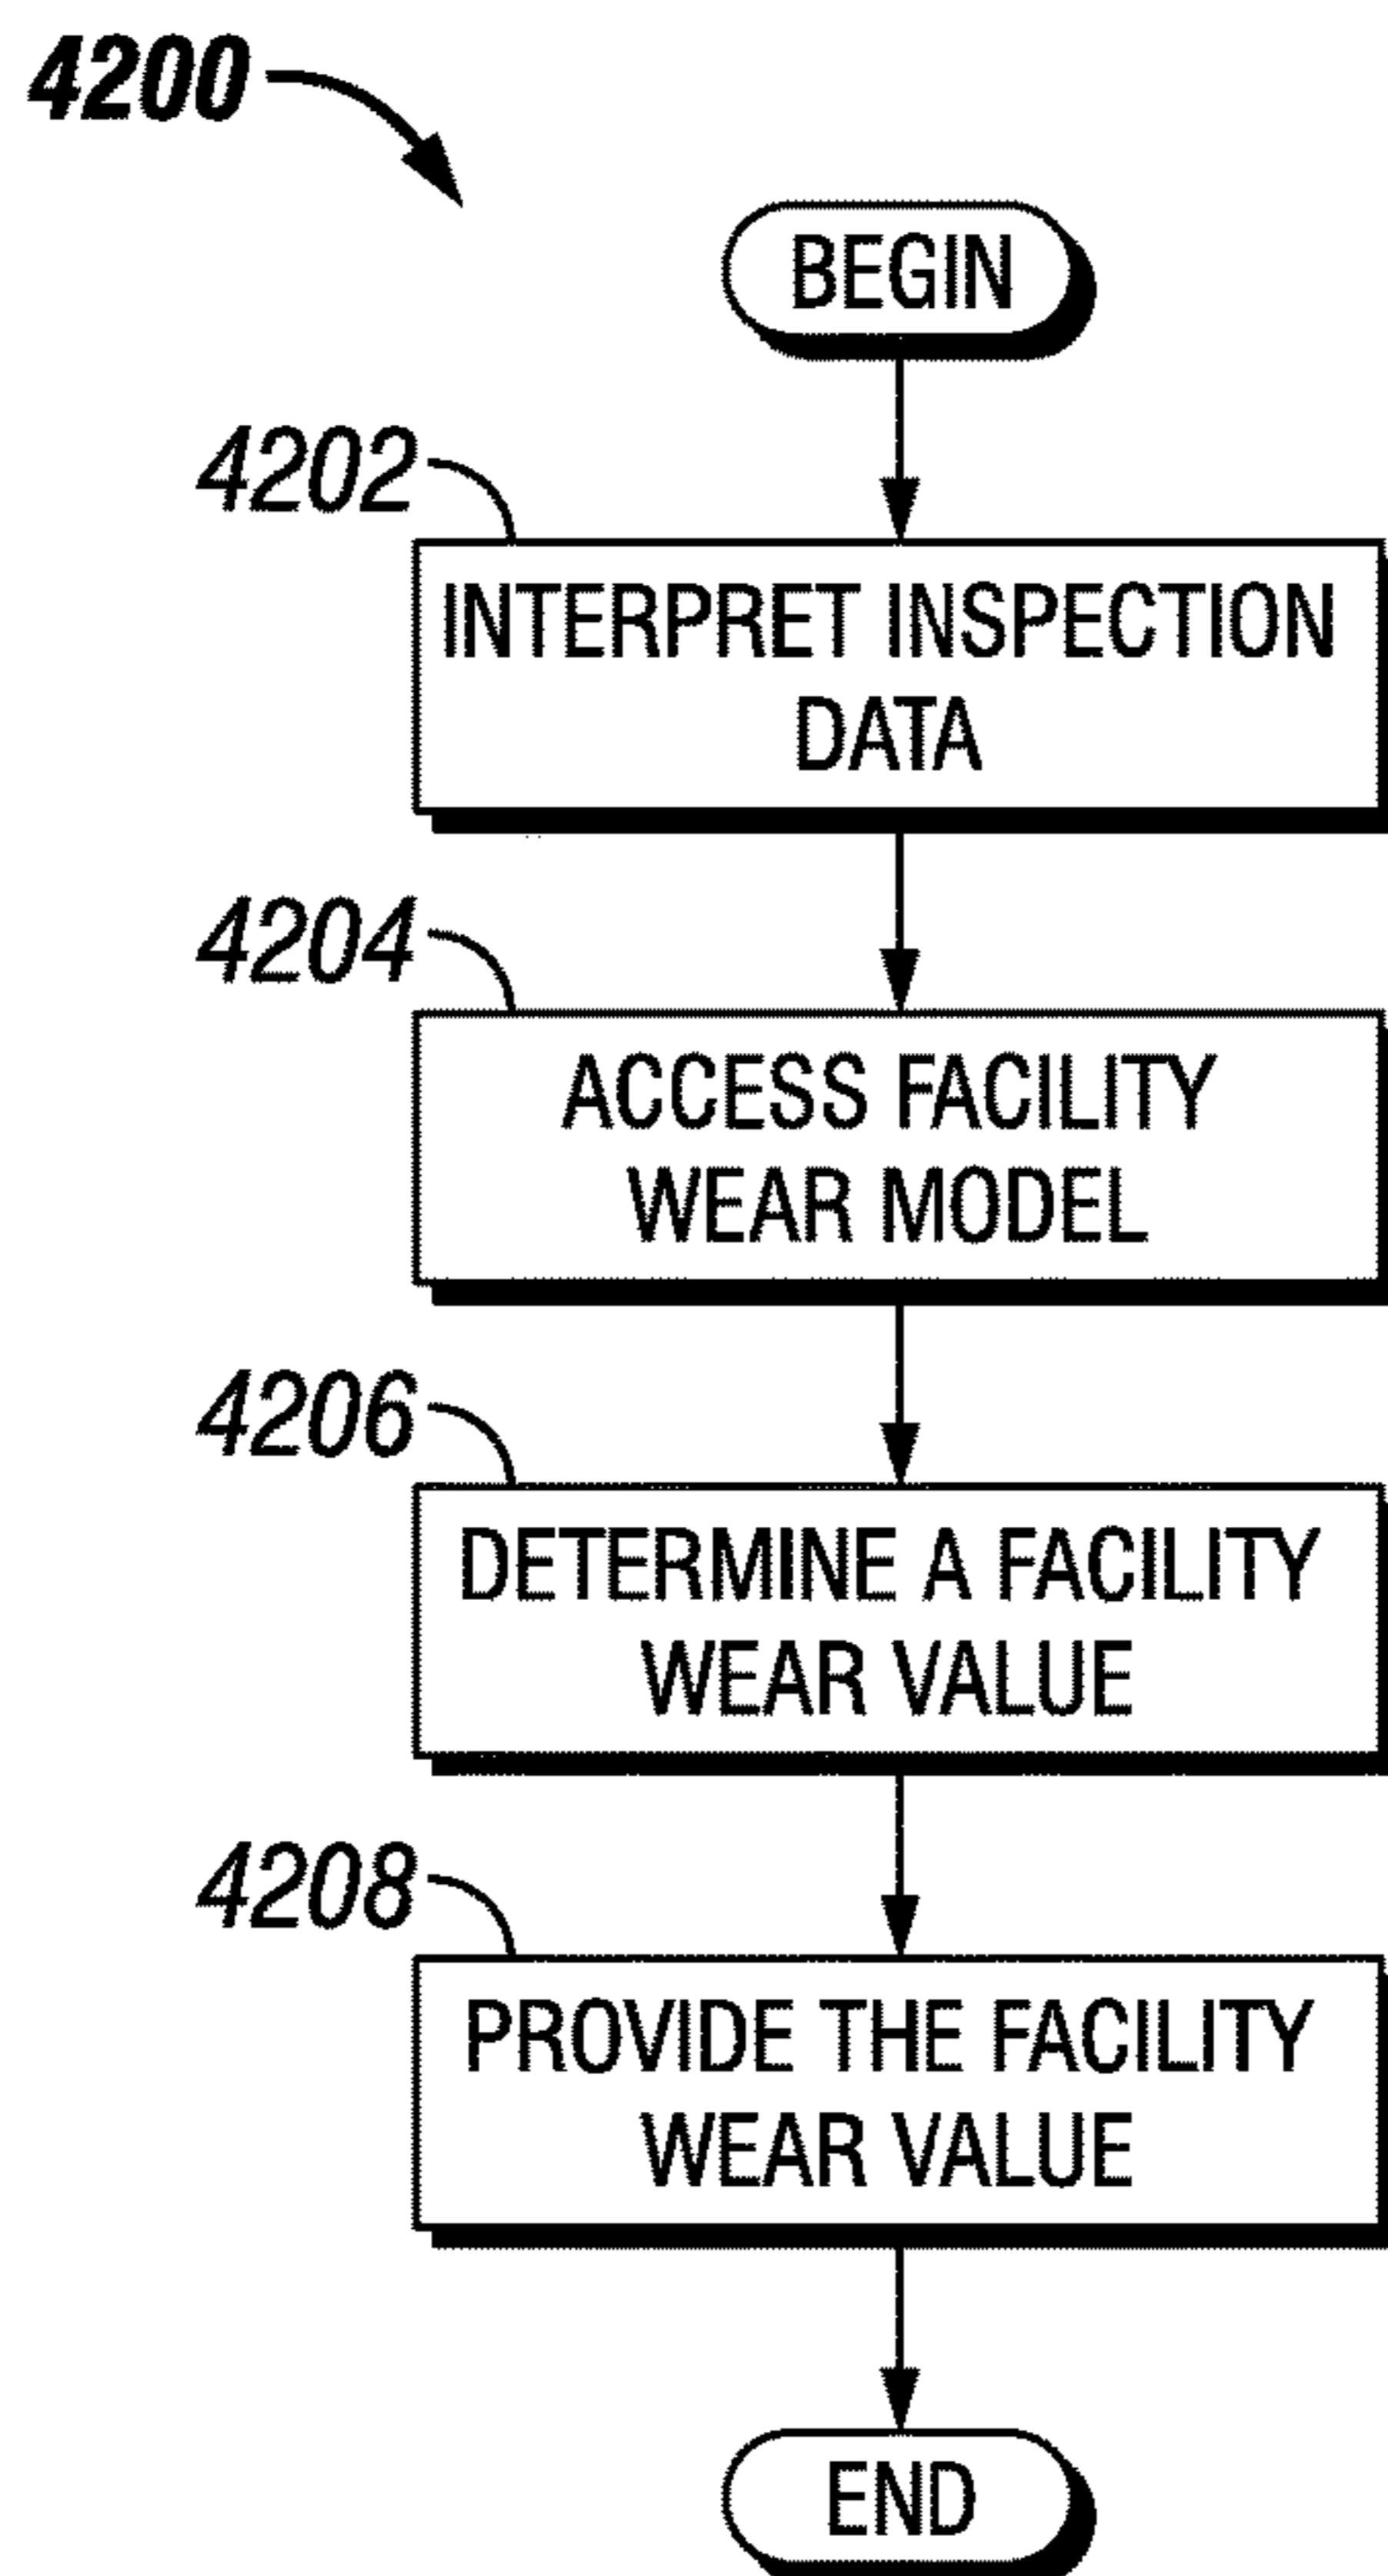 4200
BEGIN
4202
INTERPRET INSPECTION
DATA
4204
ACCESS FACILITY
WEAR MODEL
4206
DETERMINE A FACILITY
WEAR VALUE
4208
PROVIDE THE FACILITY
WEAR VALUE
END